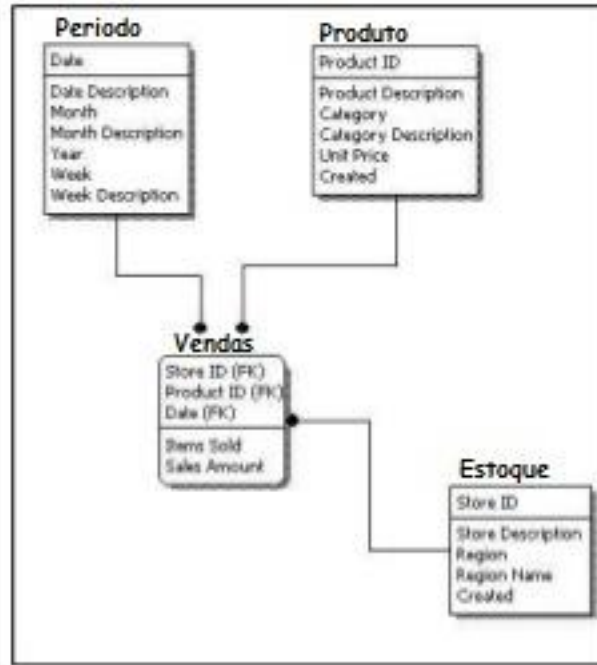 Periodo
Date
Date Description
Month
Month Description
Year
Week
Week Description
Produto
Product ID
Product Description
Category
Category Description
Unit Price
Created
Vendas
Store ID (FK)
Product ID (FK)
Date (FK)
Items Sold
Sales Amount
Estoque
Store ID
Store Description
Region
Region Name
Created